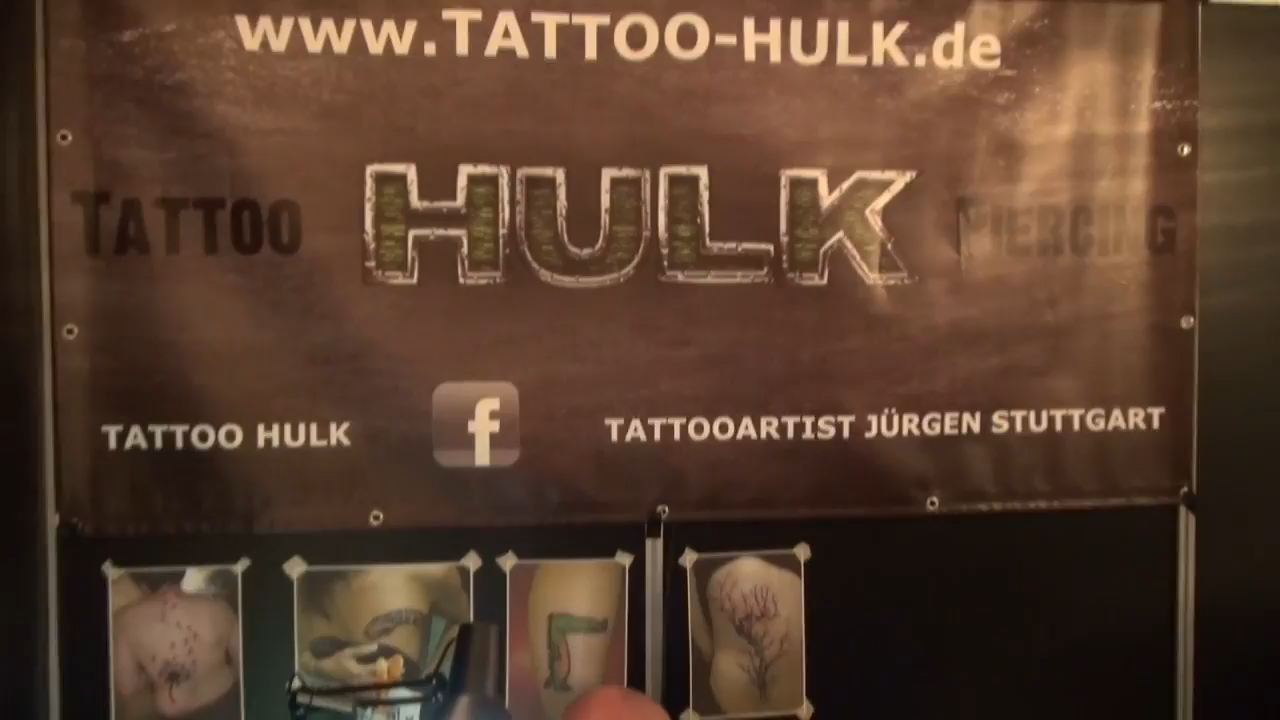 www.TATTOO-HULK.de
TATTOO HULK PIERCING
TATTOO HULK f TATTOOARTIST JÜRGEN STUTTGART